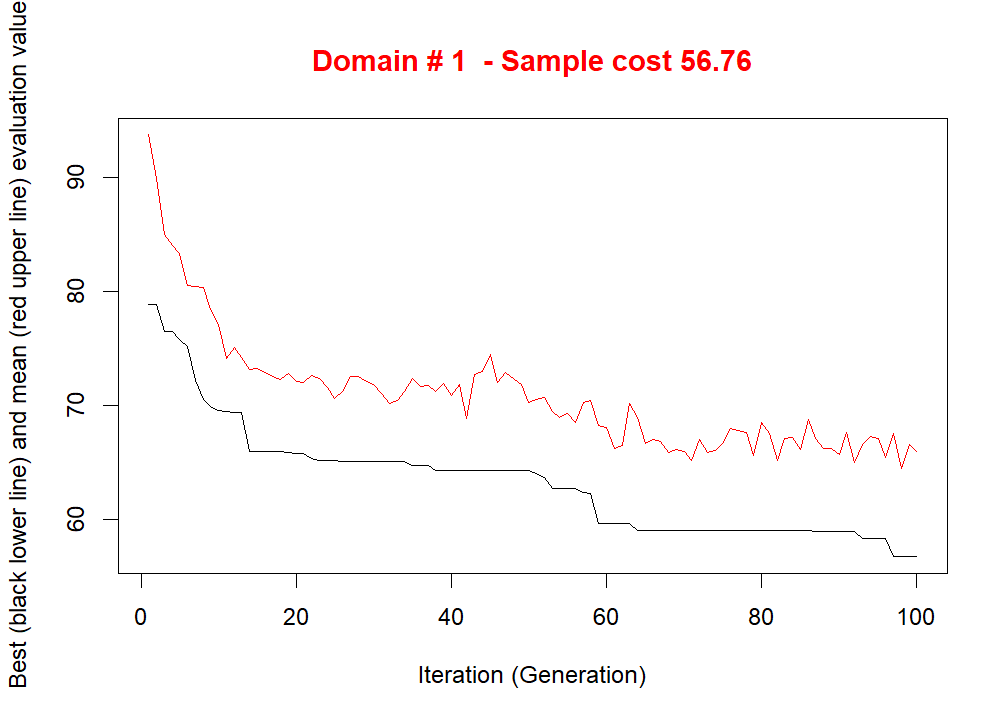 Domain # 1  - Sample cost 56.76
Best (black lower line) and mean (red upper line) evaluation value
90
80
70
60
0 20 40 60 80 100
Iteration (Generation)